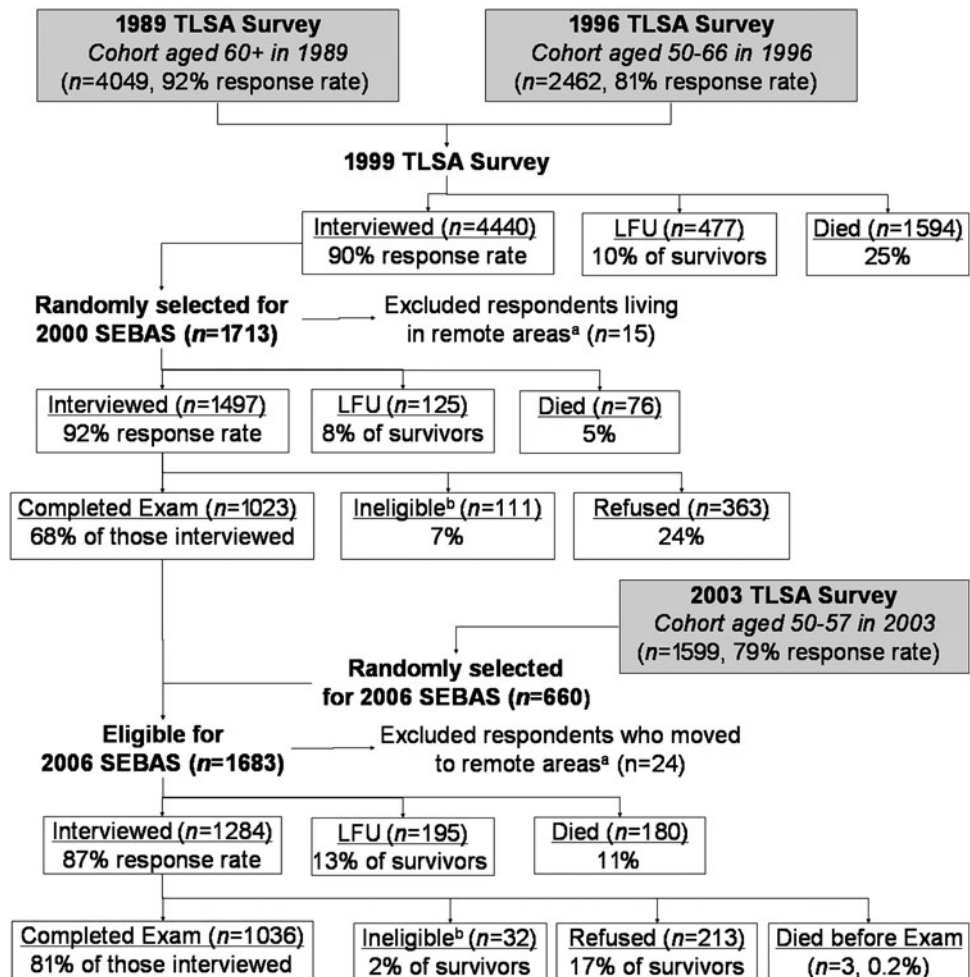 1989 TLSA Survey
Cohort aged 60+ in 1989
(n=4049, 92% response rate)
1996 TLSA Survey
Cohort aged 50-66 in 1996
(n=2462, 81% response rate)
1999 TLSA Survey
Interviewed (n=4440)
90% response rate
LFU (n=477)
10% of survivors
Died (n=1594)
25%
Randomly selected for
2000 SEBAS (n=1713)
Excluded respondents living
in remote areasᵃ (n=15)
Interviewed (n=1497)
92% response rate
LFU (n=125)
8% of survivors
Died (n=76)
5%
Completed Exam (n=1023)
68% of those interviewed
Ineligibleᵇ (n=111)
7%
Refused (n=363)
24%
2003 TLSA Survey
Cohort aged 50-57 in 2003
(n=1599, 79% response rate)
Randomly selected
for 2006 SEBAS (n=660)
Eligible for
2006 SEBAS (n=1683)
Excluded respondents who moved
to remote areasᵃ (n=24)
Interviewed (n=1284)
87% response rate
LFU (n=195)
13% of survivors
Died (n=180)
11%
Completed Exam (n=1036)
81% of those interviewed
Ineligibleᵇ (n=32)
2% of survivors
Refused (n=213)
17% of survivors
Died before Exam
(n=3, 0.2%)